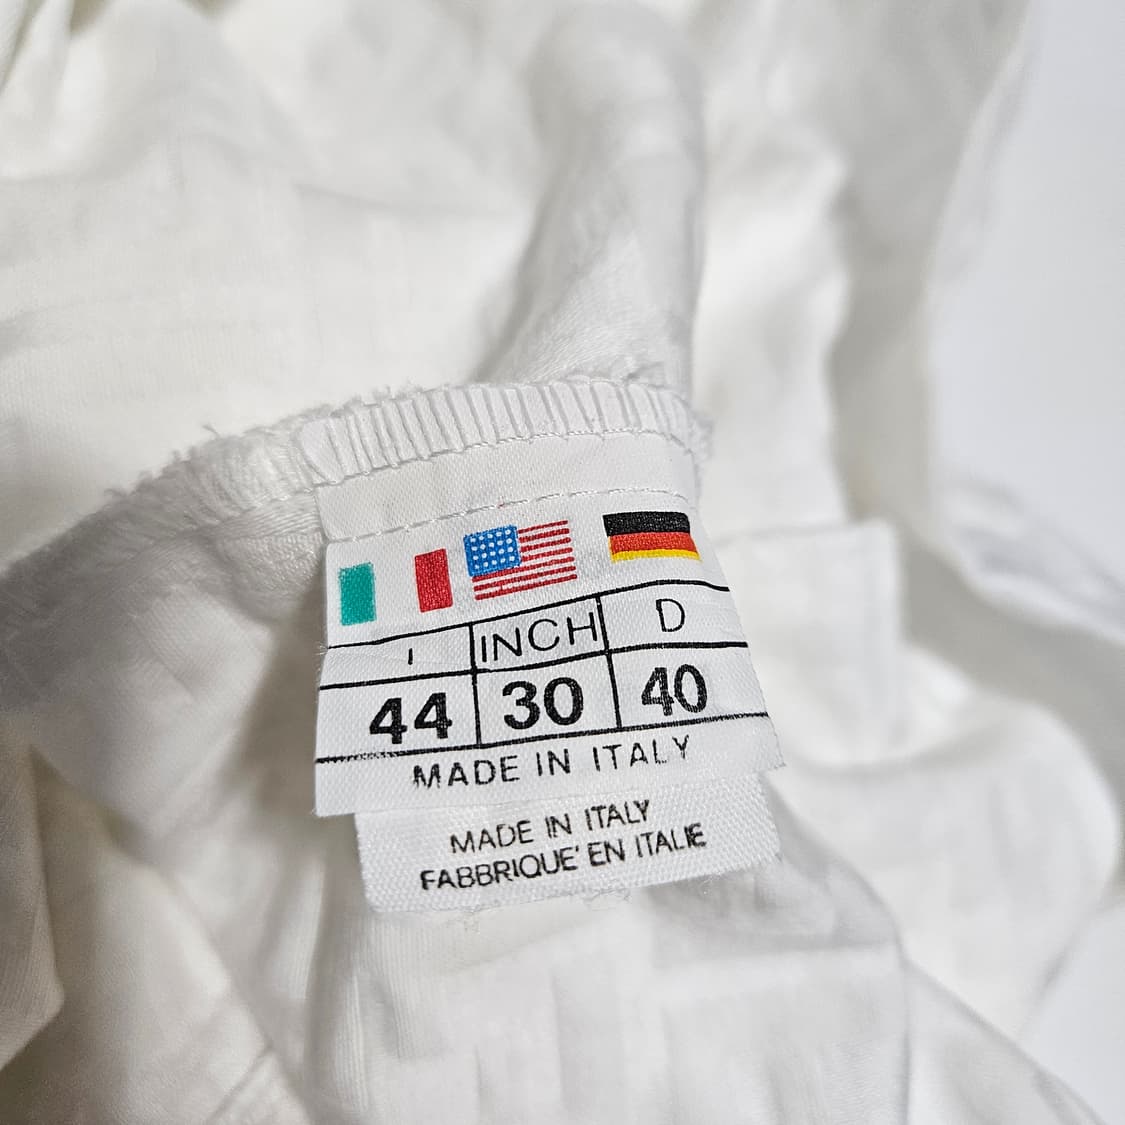 I INCH D
44 30 40
MADE IN ITALY
MADE IN ITALY
FABBRIQUE' EN ITALIE